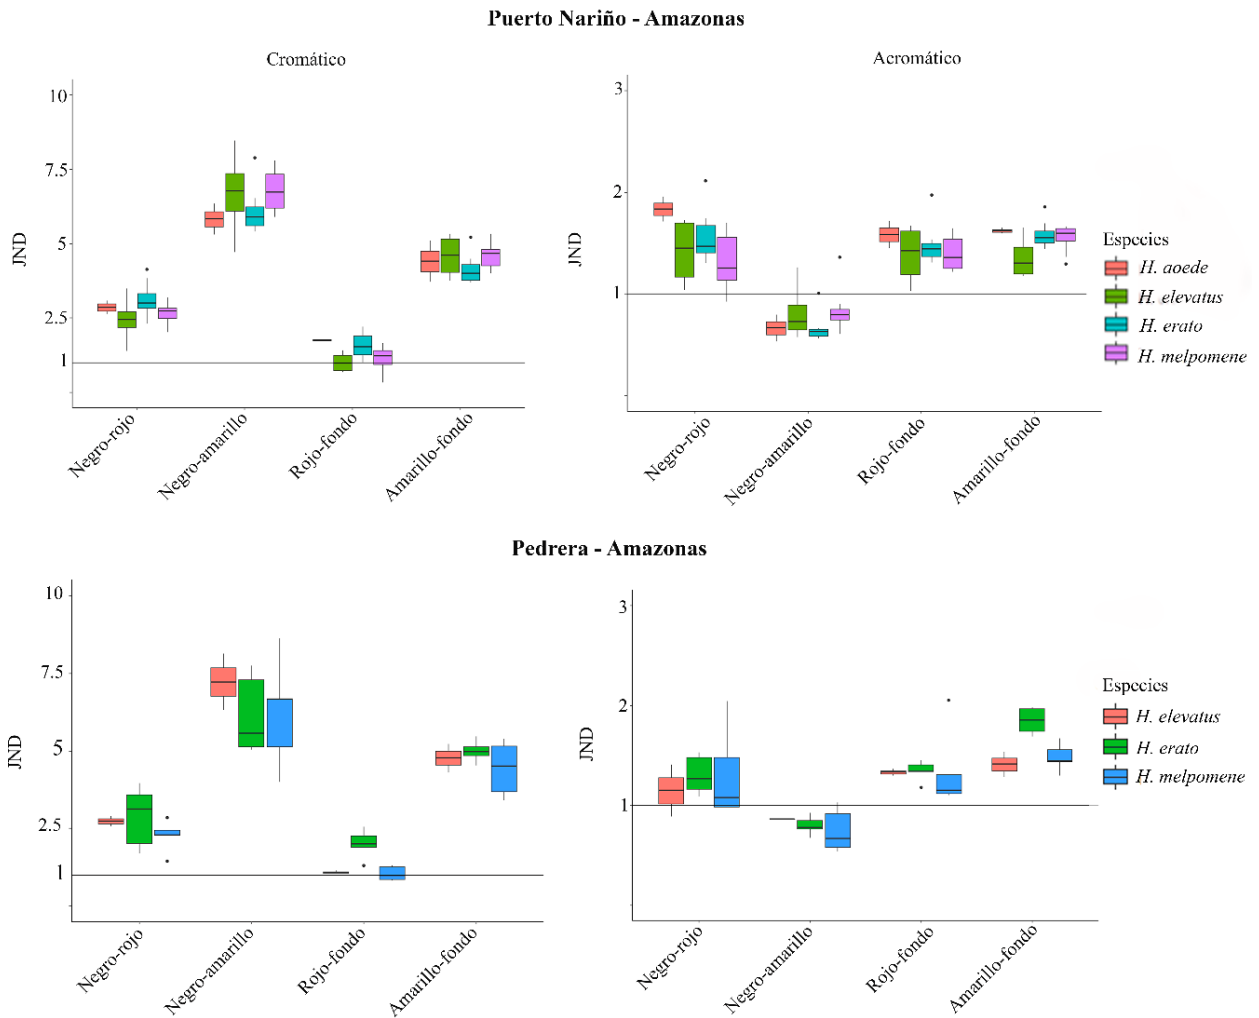 Puerto Nariño - Amazonas
Cromático
Acromático
JND
10
7.5
5
2.5
1
Negro-rojo
Negro-amarillo
Rojo-fondo
Amarillo-fondo
JND
3
2
1
Negro-rojo
Negro-amarillo
Rojo-fondo
Amarillo-fondo
Especies
H. aoede
H. elevatus
H. erato
H. melpomene
Pedrera - Amazonas
JND
10
7.5
5
2.5
1
Negro-rojo
Negro-amarillo
Rojo-fondo
Amarillo-fondo
JND
3
2
1
Negro-rojo
Negro-amarillo
Rojo-fondo
Amarillo-fondo
Especies
H. elevatus
H. erato
H. melpomene